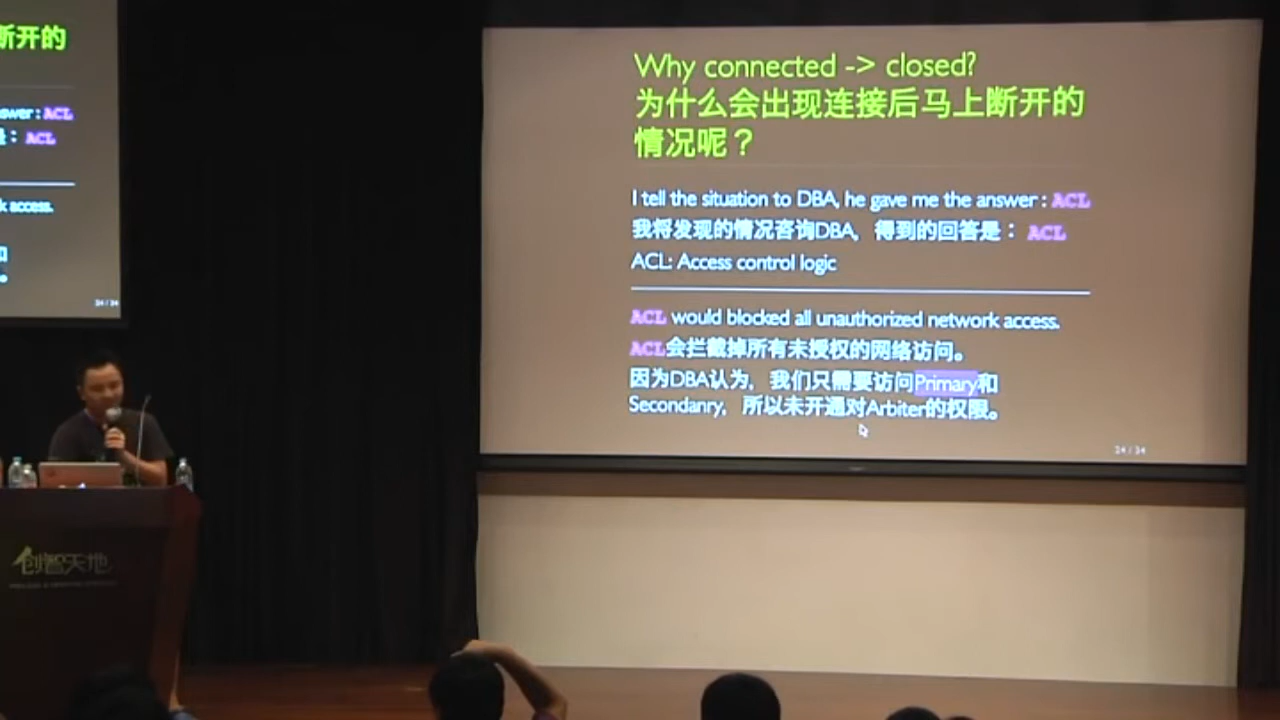 断开的
swer : ACL
是： ACL
k access.
和
。
24 / 34
Why connected -> closed?
为什么会出现连接后马上断开的
情况呢？
I tell the situation to DBA, he gave me the answer : ACL
我将发现的情况咨询DBA，得到的回答是： ACL
ACL: Access control logic
ACL would blocked all unauthorized network access.
ACL会拦截掉所有未授权的网络访问。
因为DBA认为，我们只需要访问Primary和
Secondanry，所以未开通对Arbiter的权限。
24 / 34
创智天地